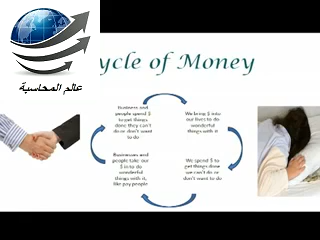 عالم المحاسبة
ycle of Money
Business and
people spend $
to get things
done they can't
do or don't want
to do
We bring $ into
our lives to do
wonderful
things with it
Businesses and
people take our
$ in to do
wonderful
things with it,
like pay people
We spend $ to
get things done
we can't do or
don't want to do